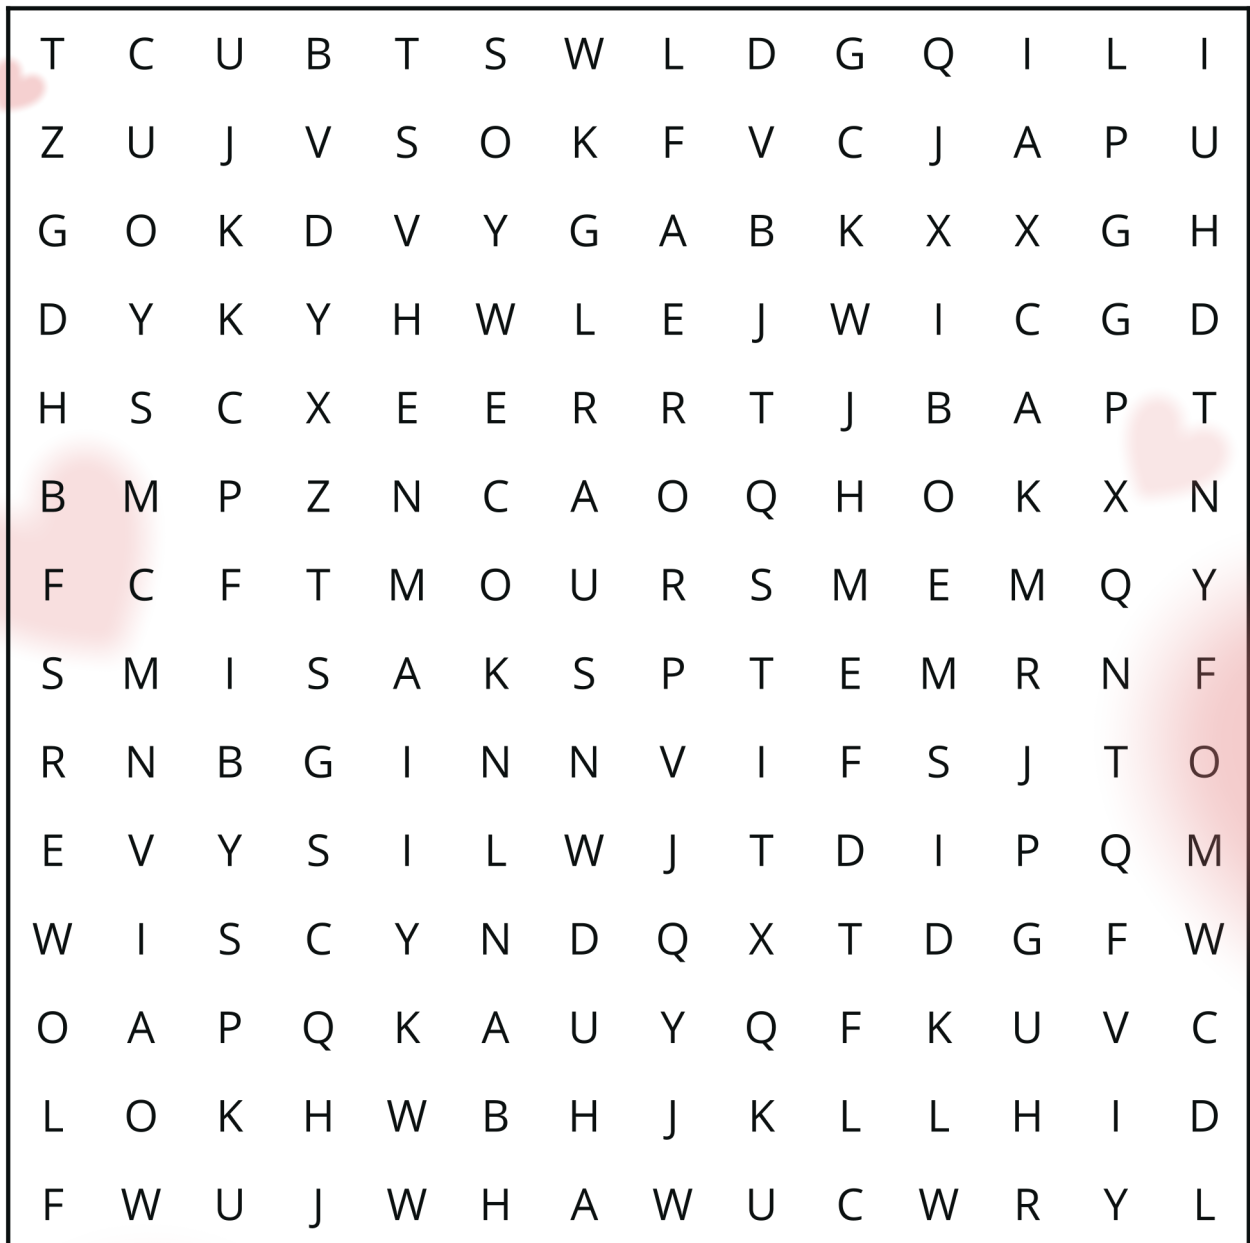 T C U B T S W L D G Q I L I
Z U J V S O K F V C J A P U
G O K D V Y G A B K X X G H
D Y K Y H W L E J W I C G D
H S C X E E R R T J B A P T
B M P Z N C A O Q H O K X N
F C F T M O U R S M E M Q Y
S M I S A K S P T E M R N F
R N B G I N N V I F S J T O
E V Y S I L W J T D I P Q M
W I S C Y N D Q X T D G F W
O A P Q K A U Y Q F K U V C
L O K H W B H J K L L H I D
F W U J W H A W U C W R Y L